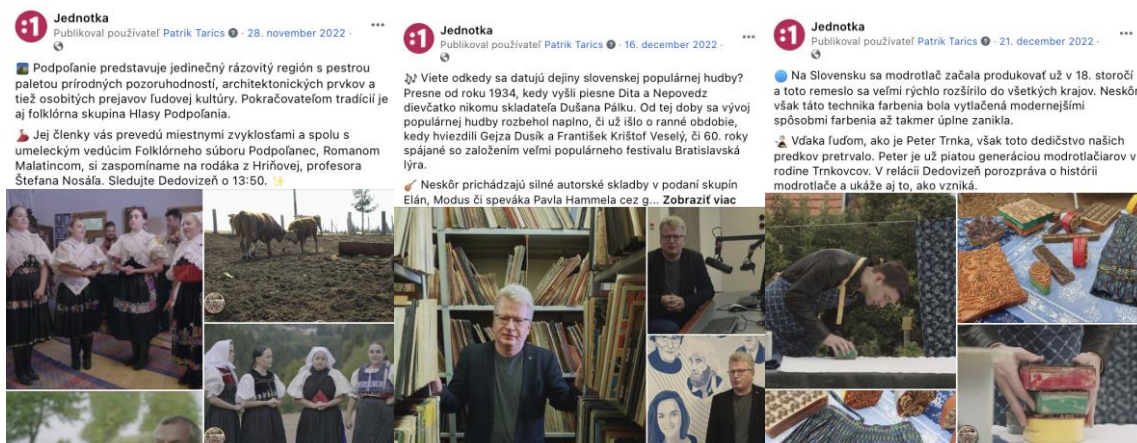 Jednotka
Publikoval používateľ Patrik Tarics · 28. november 2022 ·
Podpoľanie predstavuje jedinečný rázovitý región s pestrou
paletou prírodných pozoruhodností, architektonických prvkov a
tiež osobitých prejavov ľudovej kultúry. Pokračovateľom tradícií je
aj folklórna skupina Hlasy Podpoľania.
Jej členky vás prevedú miestnymi zvyklosťami a spolu s
umeleckým vedúcim Folklórneho súboru Podpoľanec, Romanom
Malatincom, si zaspomíname na rodáka z Hriňovej, profesora
Štefana Nosáľa. Sledujte Dedovizeň o 13:50.
Jednotka
Publikoval používateľ Patrik Tarics · 16. december 2022 ·
Viete odkedy sa datujú dejiny slovenskej populárnej hudby?
Presne od roku 1934, kedy vyšli piesne Dita a Nepovedz
dievčatko nikomu skladateľa Dušana Pálku. Od tej doby sa vývoj
populárnej hudby rozbehol naplno, či už išlo o ranné obdobie,
kedy hviezdili Gejza Dusík a František Krištof Veselý, či 60. roky
spájané so založením veľmi populárneho festivalu Bratislavská
lýra.
Neskôr prichádzajú silné autorské skladby v podaní skupín
Elán, Modus či speváka Pavla Hammela cez g... Zobraziť viac
Jednotka
Publikoval používateľ Patrik Tarics · 21. december 2022 ·
Na Slovensku sa modrotlač začala produkovať už v 18. storočí
a toto remeslo sa veľmi rýchlo rozšírilo do všetkých krajov. Neskôr
však táto technika farbenia bola vytlačená modernejšími
spôsobmi farbenia až takmer úplne zanikla.
Vďaka ľuďom, ako je Peter Trnka, však toto dedičstvo našich
predkov pretrvalo. Peter je už piatou generáciou modrotlačiarov v
rodine Trnkovcov. V relácii Dedovizeň porozpráva o histórii
modrotlače a ukáže aj to, ako vzniká.
:1
:1
:1